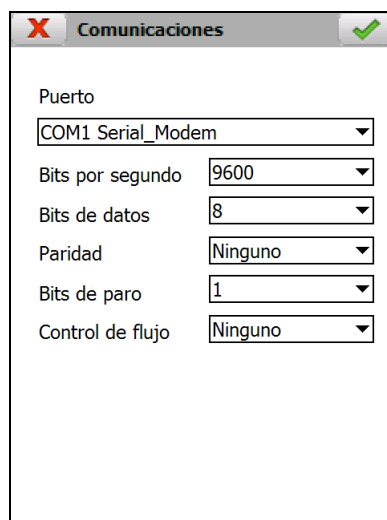 Comunicaciones
Puerto
COM1 Serial_Modem
Bits por segundo 9600
Bits de datos 8
Paridad Ninguno
Bits de paro 1
Control de flujo Ninguno